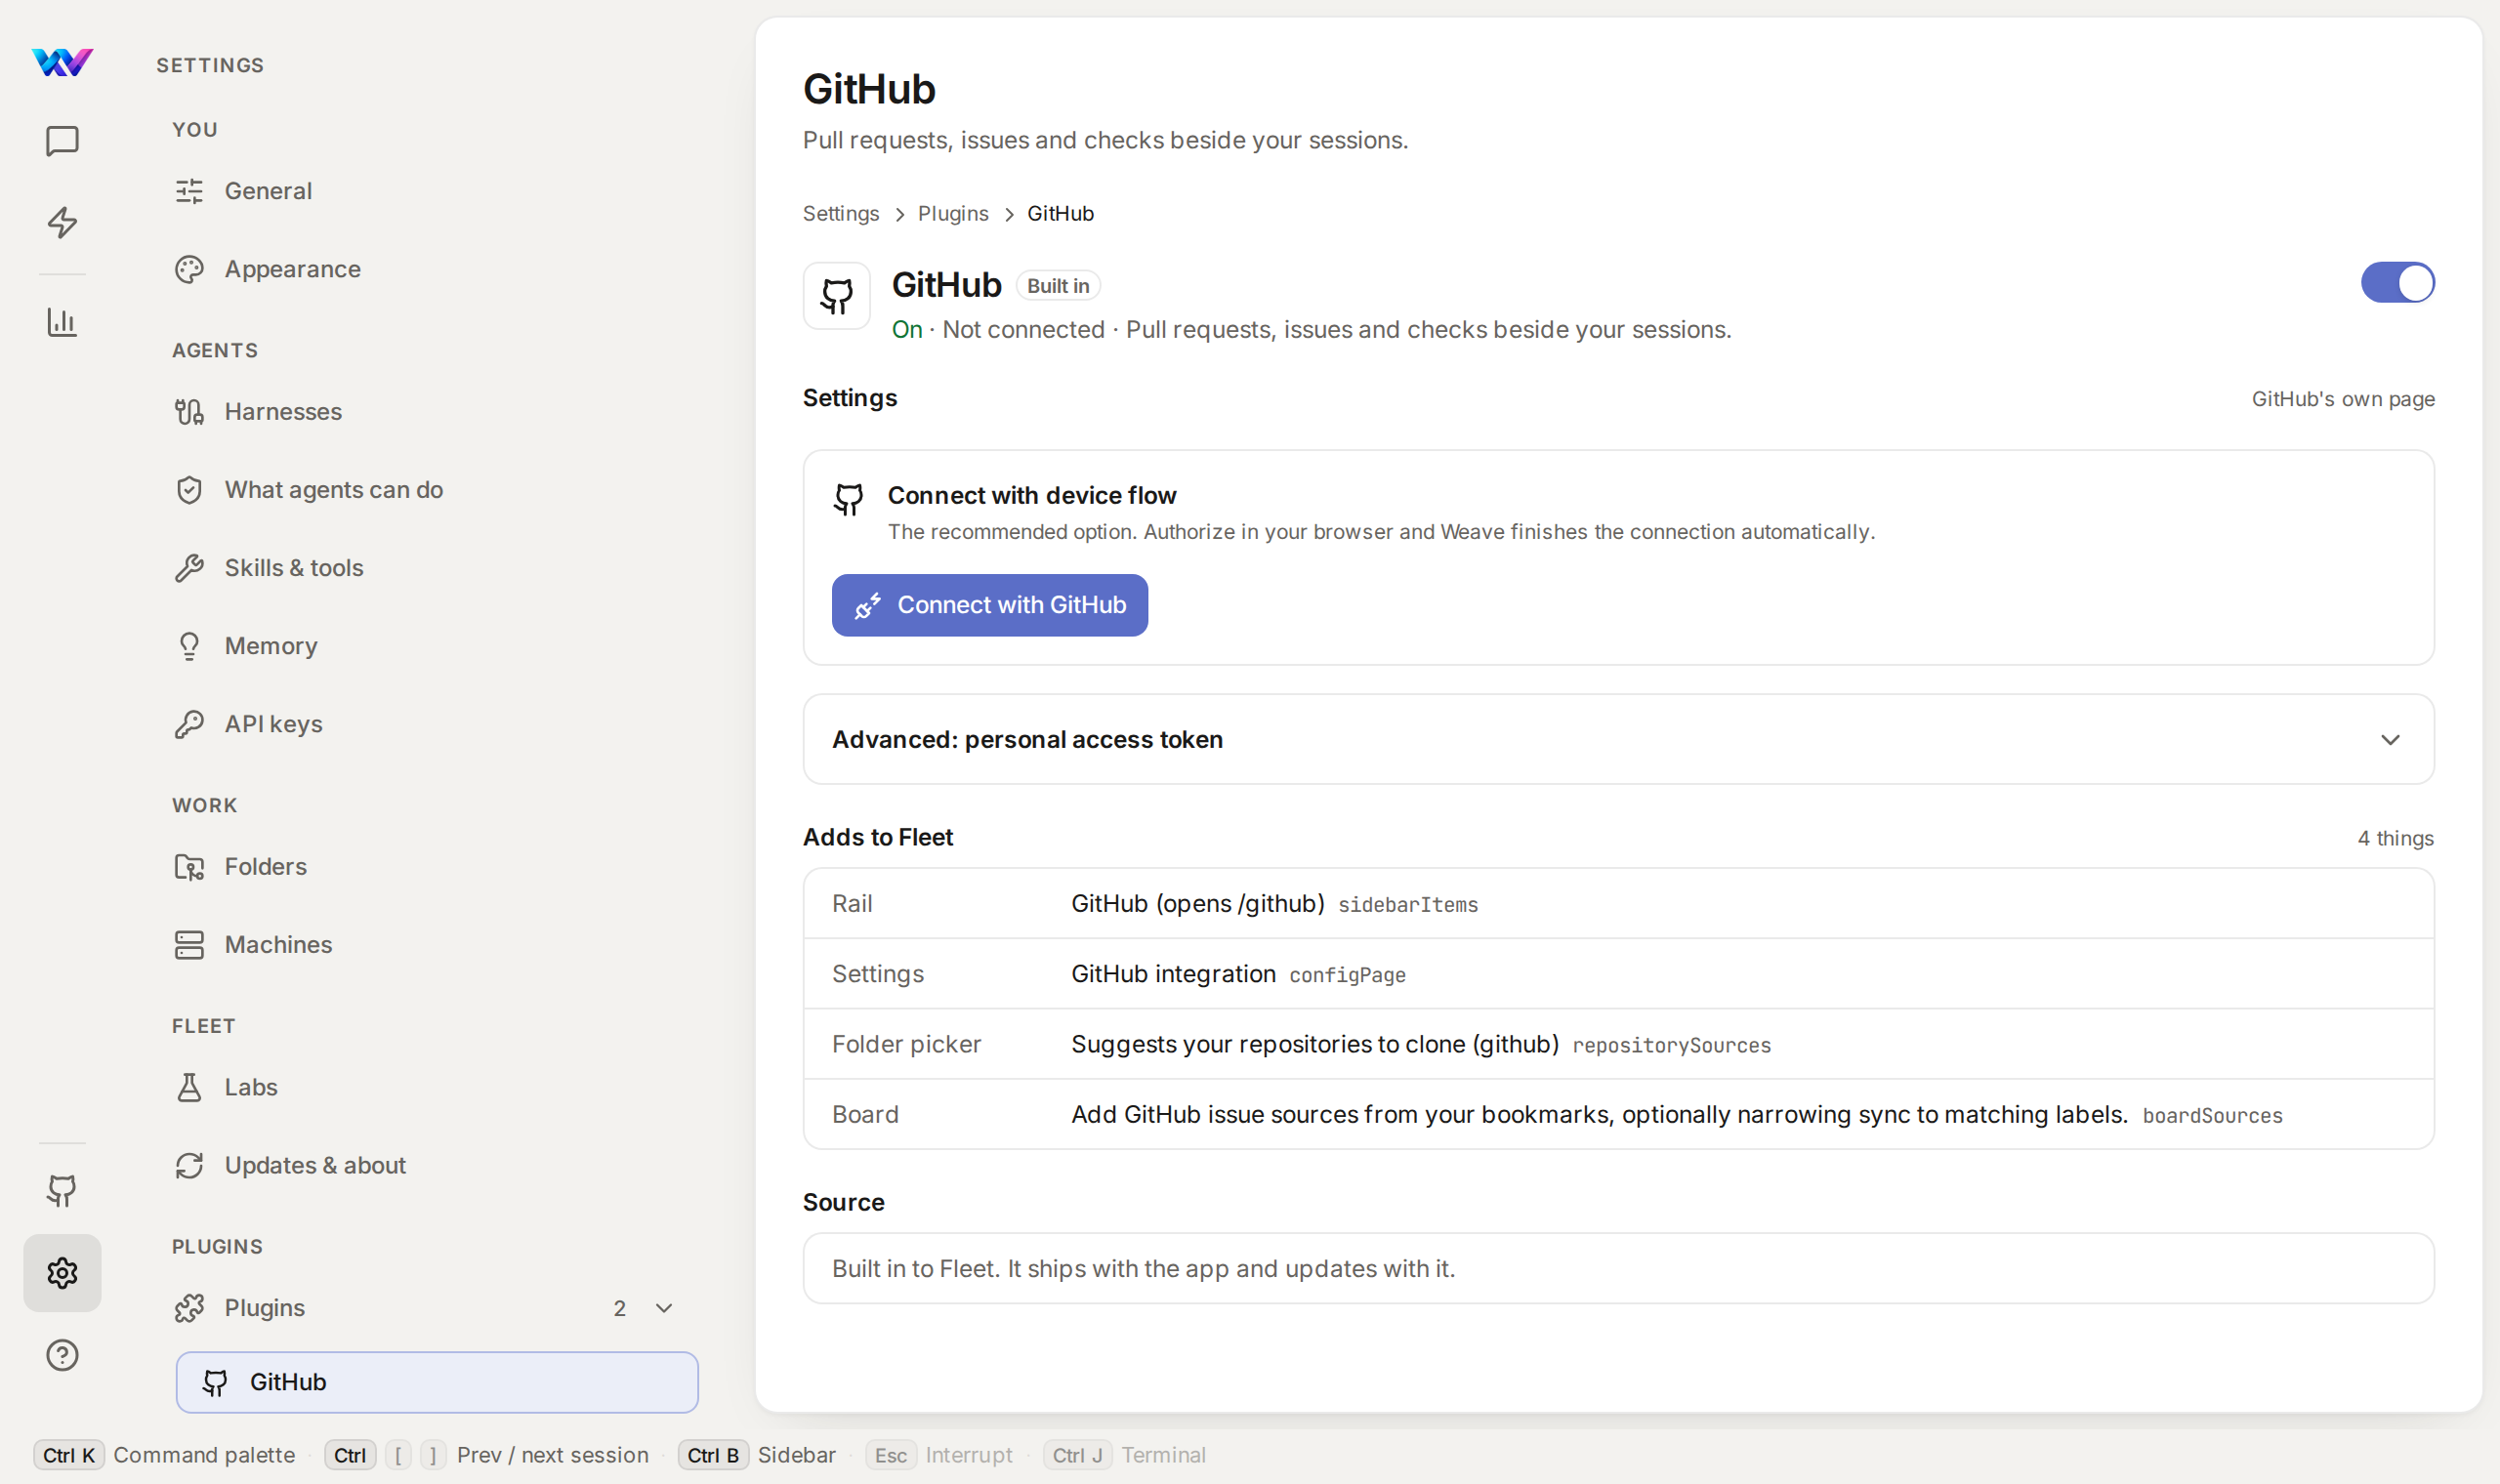 SETTINGS
YOU
General
Appearance
AGENTS
Harnesses
What agents can do
Skills & tools
Memory
API keys
WORK
Folders
Machines
FLEET
Labs
Updates & about
PLUGINS
Plugins 2
GitHub
GitHub
Pull requests, issues and checks beside your sessions.
Settings > Plugins > GitHub
GitHub Built in
On · Not connected · Pull requests, issues and checks beside your sessions.
Settings GitHub's own page
Connect with device flow
The recommended option. Authorize in your browser and Weave finishes the connection automatically.
Connect with GitHub
Advanced: personal access token
Adds to Fleet 4 things
Rail GitHub (opens /github) sidebarItems
Settings GitHub integration configPage
Folder picker Suggests your repositories to clone (github) repositorySources
Board Add GitHub issue sources from your bookmarks, optionally narrowing sync to matching labels. boardSources
Source
Built in to Fleet. It ships with the app and updates with it.
Ctrl K Command palette · Ctrl [ ] Prev / next session · Ctrl B Sidebar · Esc Interrupt · Ctrl J Terminal